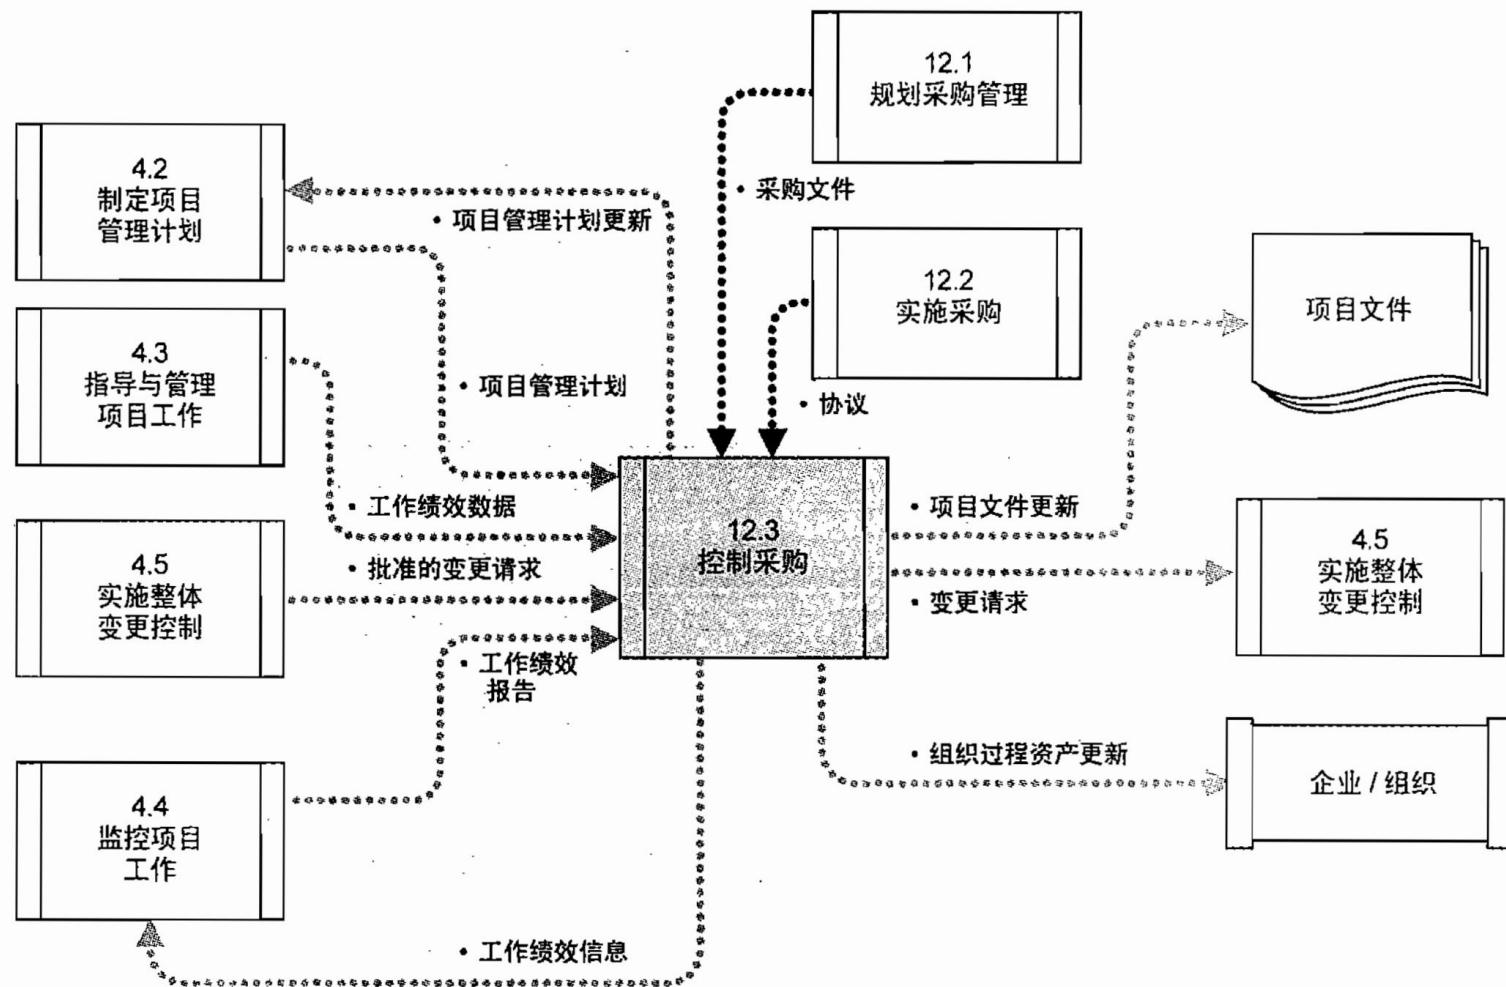 12.1
规划采购管理
4.2
制定项目
管理计划
• 采购文件
• 项目管理计划更新
12.2
实施采购
项目文件
4.3
指导与管理
项目工作
• 项目管理计划
• 协议
• 工作绩效数据
• 项目文件更新
12.3
控制采购
4.5
实施整体
变更控制
• 批准的变更请求
4.5
实施整体
变更控制
• 变更请求
• 工作绩效
报告
• 组织过程资产更新
企业 / 组织
4.4
监控项目
工作
• 工作绩效信息